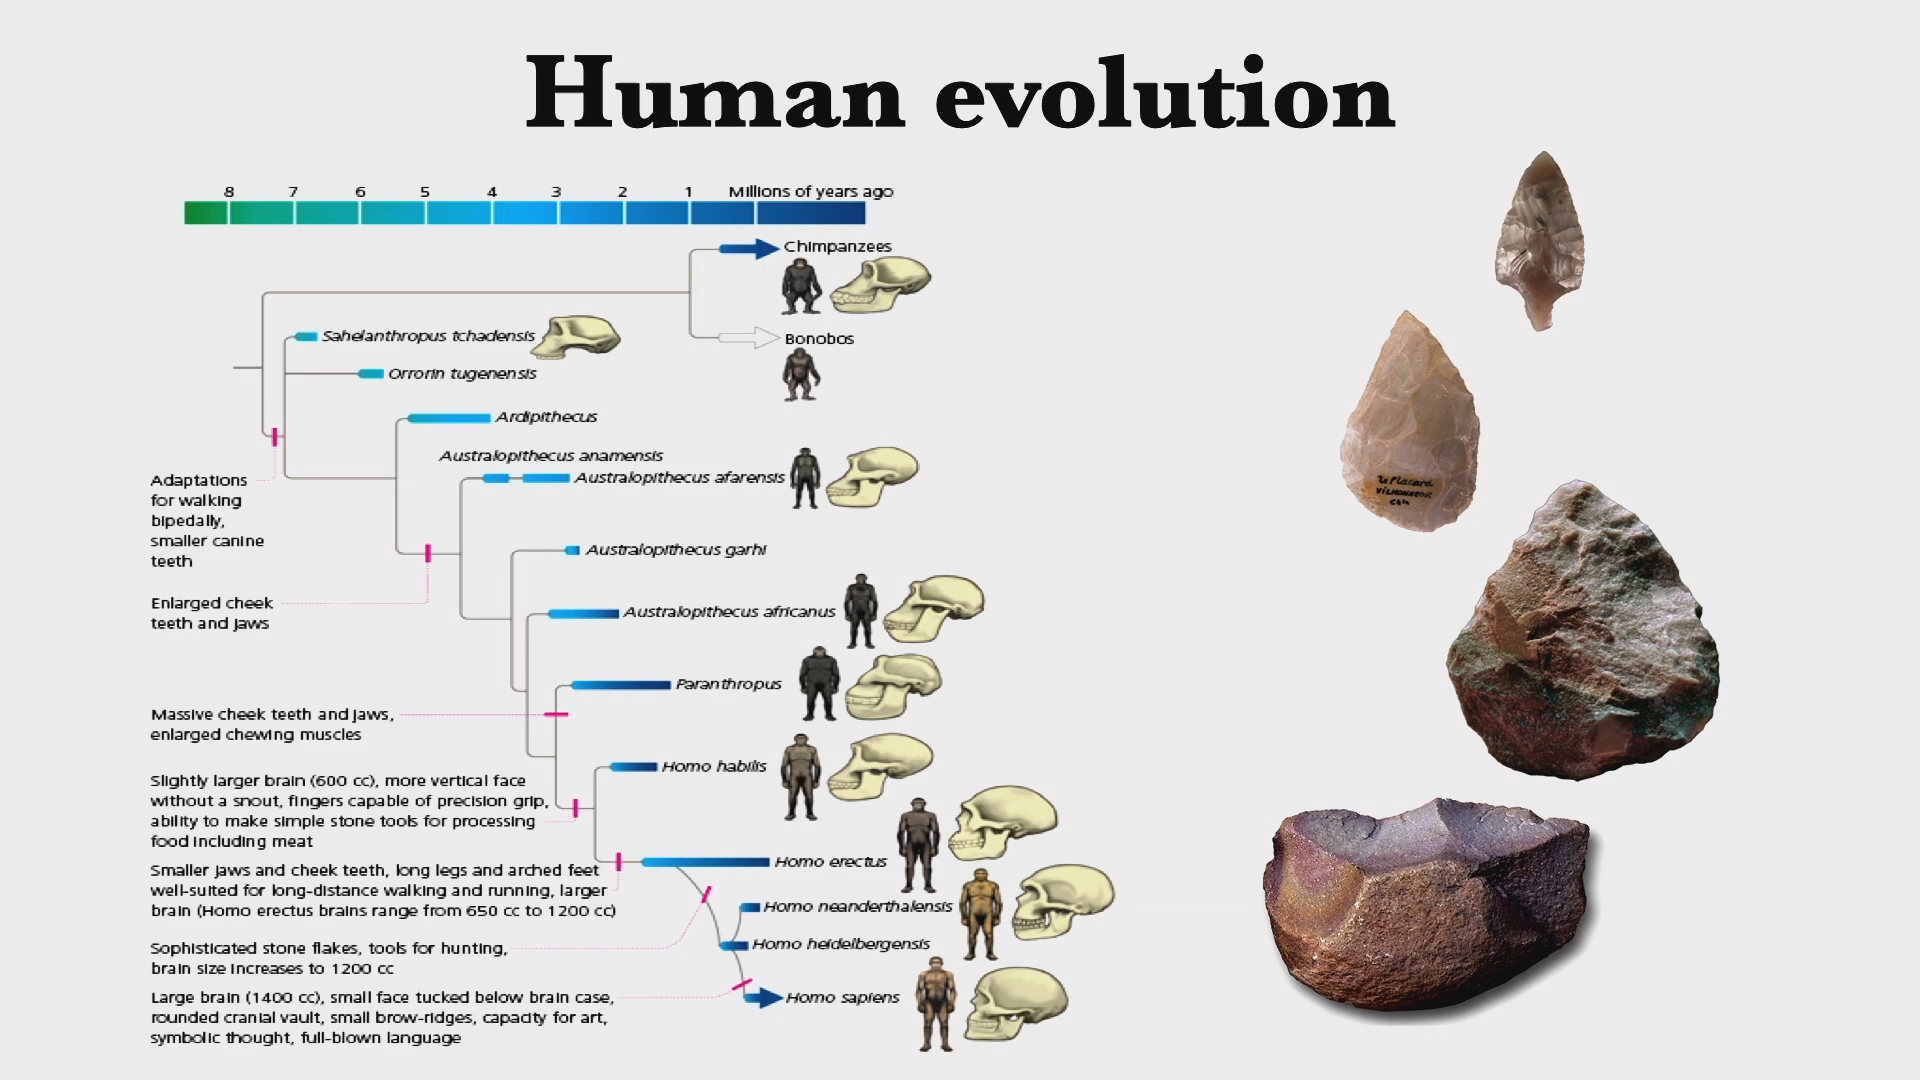 Human evolution
8 7 6 5 4 3 2 1 Millions of years ago
Chimpanzees
Sahelanthropus tchadensis
Bonobos
Orrorin tugenensis
Ardipithecus
Australopithecus anamensis
Australopithecus afarensis
Adaptations
for walking
bipedally,
smaller canine
teeth
Australopithecus garhi
Enlarged cheek
teeth and jaws
Australopithecus africanus
Paranthropus
Massive cheek teeth and jaws,
enlarged chewing muscles
Homo habilis
Slightly larger brain (600 cc), more vertical face
without a snout, fingers capable of precision grip,
ability to make simple stone tools for processing
food including meat
Homo erectus
Smaller jaws and cheek teeth, long legs and arched feet
well-suited for long-distance walking and running, larger
brain (Homo erectus brains range from 650 cc to 1200 cc)
Homo neanderthalensis
Homo heidelbergensis
Sophisticated stone flakes, tools for hunting,
brain size increases to 1200 cc
Homo sapiens
Large brain (1400 cc), small face tucked below brain case,
rounded cranial vault, small brow-ridges, capacity for art,
symbolic thought, full-blown language
Placard
VILHONNEUR